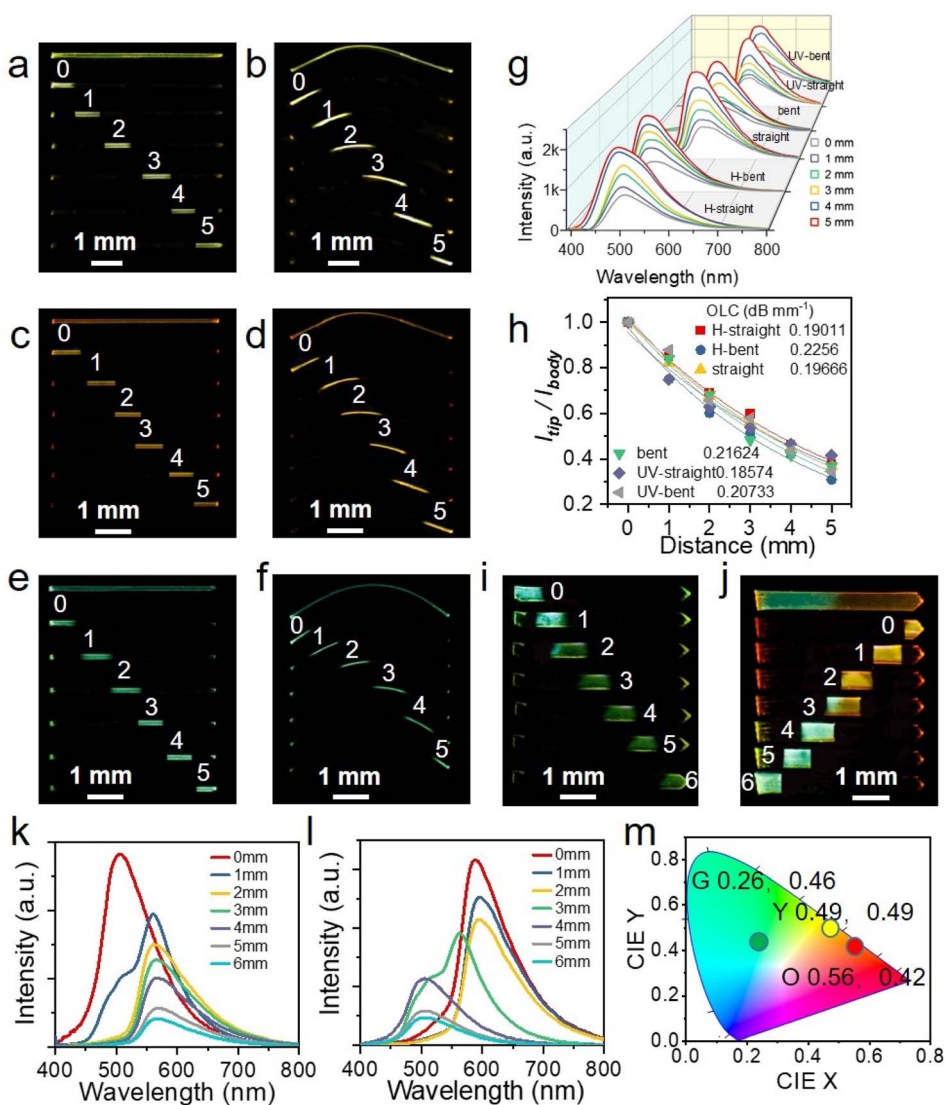 a
0
1
2
3
4
5
1 mm
b
0
1
2
3
4
5
1 mm
g
Intensity (a.u.)
2k
1k
0
400 500 600 700 800
Wavelength (nm)
UV-bent
UV-straight
bent
straight
H-bent
H-straight
0 mm
1 mm
2 mm
3 mm
4 mm
5 mm
c
0
1
2
3
4
5
1 mm
d
1
2
3
4
5
1 mm
h
I_tip / I_body
1.0
0.8
0.6
0.4
0.2
OLC (dB mm⁻¹)
H-straight 0.19011
H-bent 0.2256
straight 0.19666
bent 0.21624
UV-straight0.18574
UV-bent 0.20733
0 1 2 3 4 5
Distance (mm)
e
0
1
2
3
4
5
1 mm
f
0
1
2
3
4
5
1 mm
i
0
1
2
3
4
5
6
1 mm
j
0
1
2
3
4
5
6
1 mm
k
Intensity (a.u.)
0mm
1mm
2mm
3mm
4mm
5mm
6mm
400 500 600 700 800
Wavelength (nm)
l
Intensity (a.u.)
0mm
1mm
2mm
3mm
4mm
5mm
6mm
400 500 600 700 800
Wavelength (nm)
m
CIE Y
0.8
0.6
0.4
0.2
0.0
G 0.26, 0.46
Y 0.49, 0.49
O 0.56, 0.42
0.0 0.2 0.4 0.6 0.8
CIE X